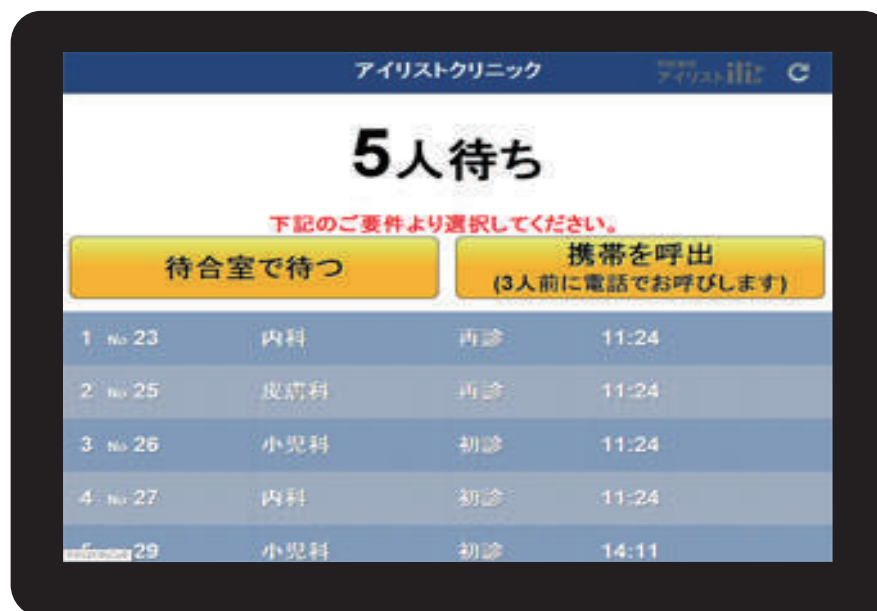 アイリストクリニック アイリスト
5人待ち
下記のご要件より選択してください。
待合室で待つ
携帯を呼出
(3人前に電話でお呼びします)
1 No 23 内科 再診 11:24
2 No 25 皮膚科 再診 11:24
3 No 26 小児科 初診 11:24
4 No 27 内科 初診 11:24
29 小児科 初診 14:11